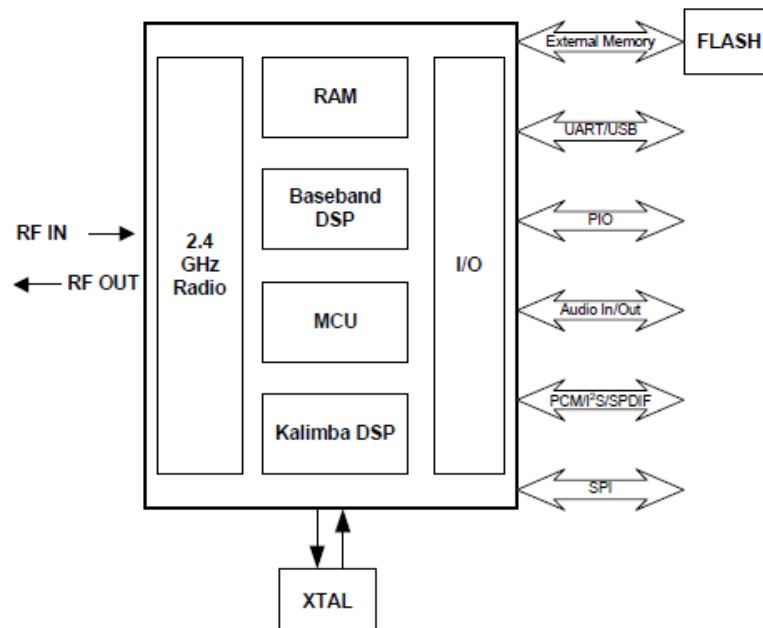 External Memory
FLASH
RAM
UART/USB
Baseband
DSP
PIO
RF IN
2.4
GHz
Radio
I/O
RF OUT
MCU
Audio In/Out
Kalimba DSP
PCM/I²S/SPDIF
SPI
XTAL